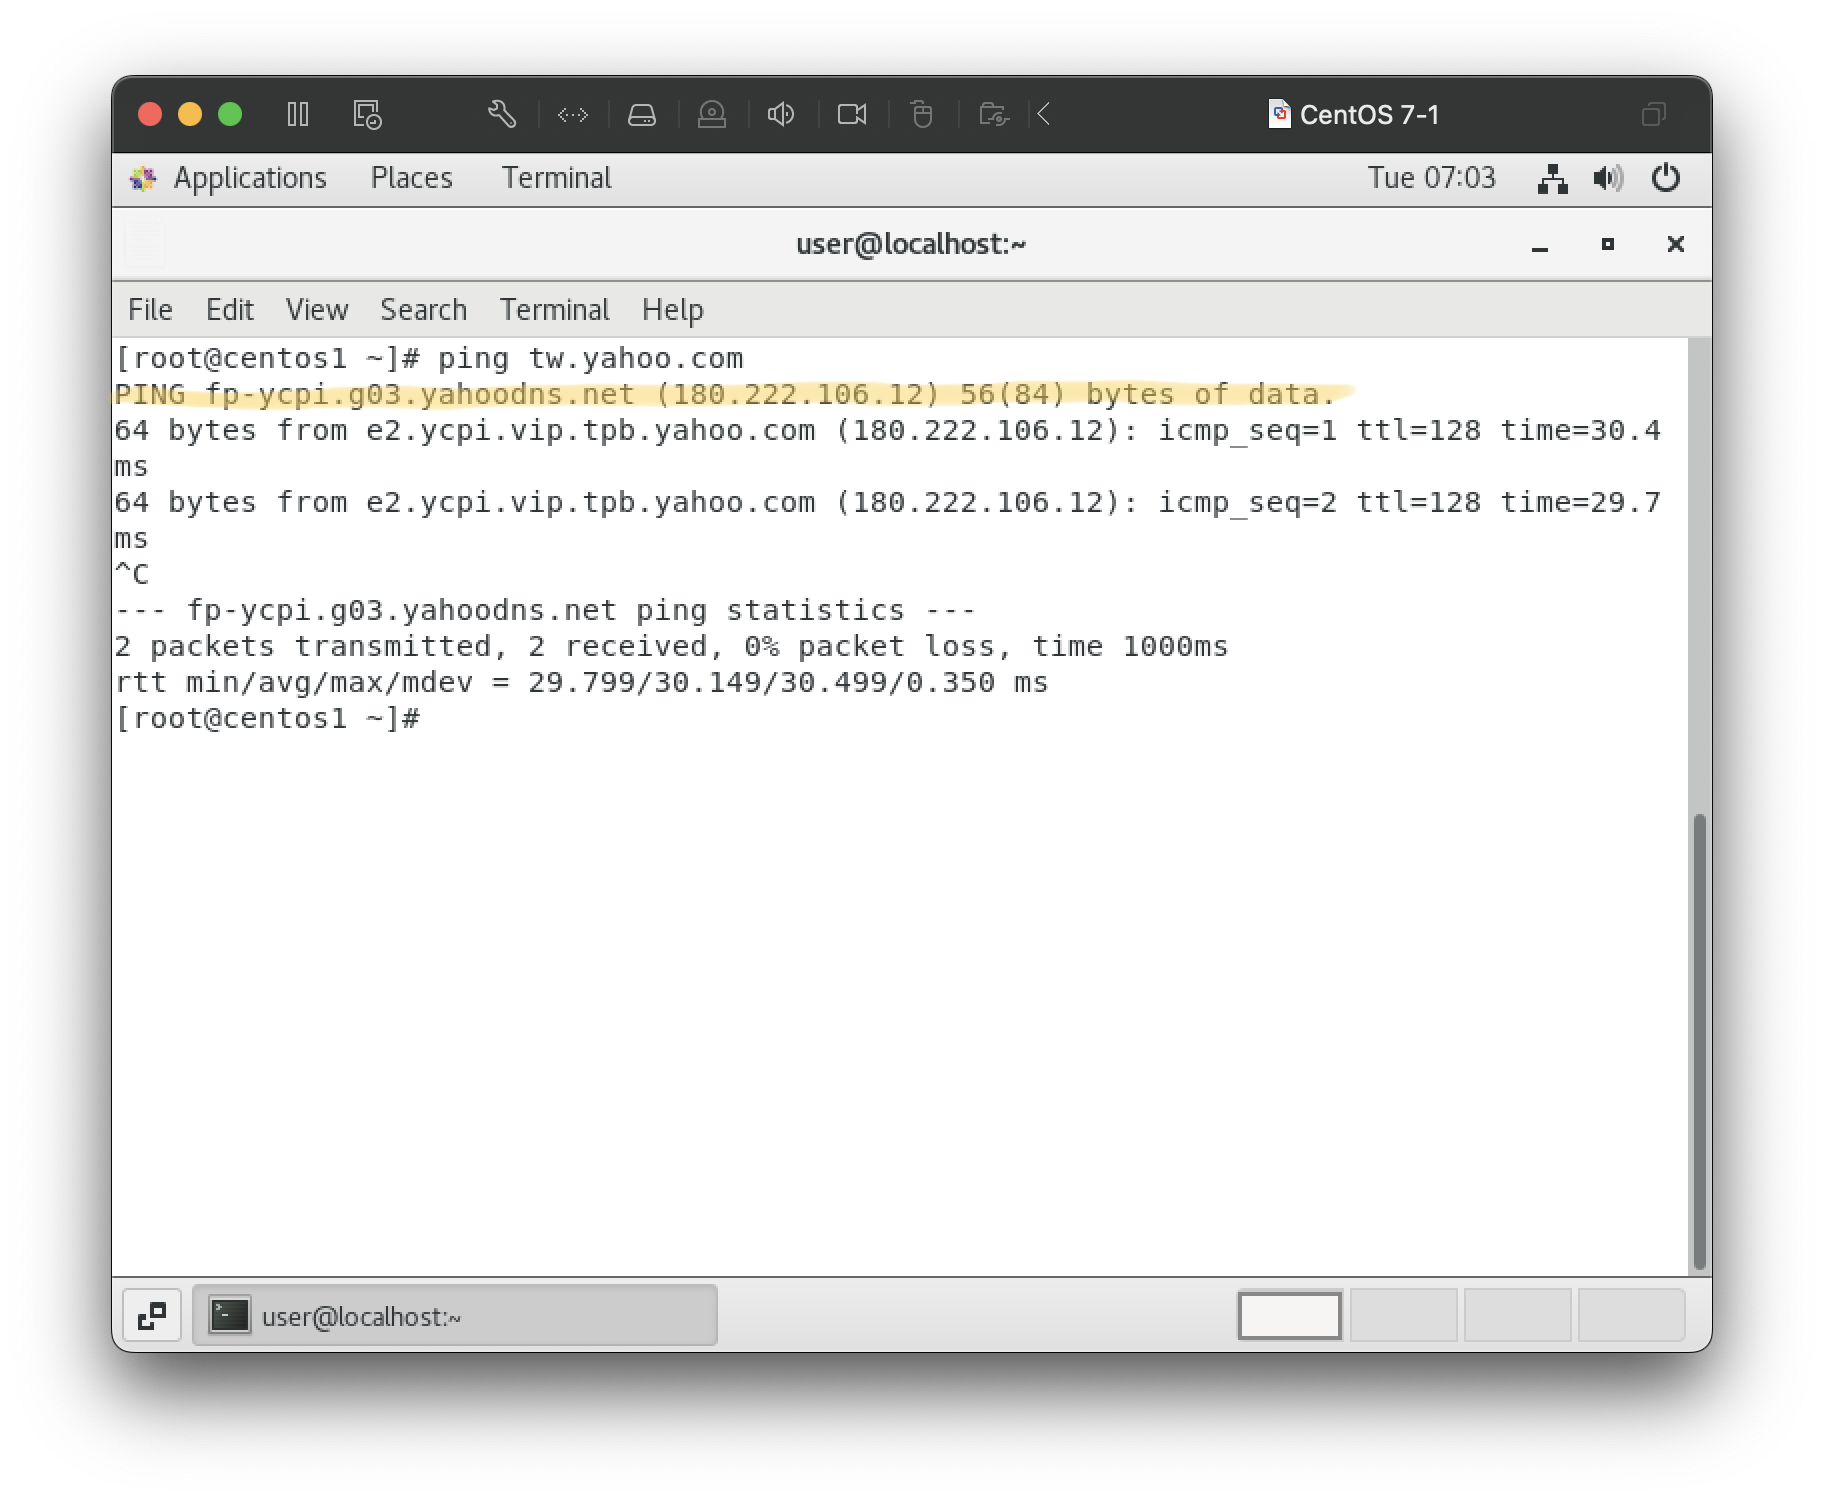 CentOS 7-1
Applications Places Terminal Tue 07:03
user@localhost:~
File Edit View Search Terminal Help
[root@centos1 ~]# ping tw.yahoo.com
PING fp-ycpi.g03.yahoodns.net (180.222.106.12) 56(84) bytes of data.
64 bytes from e2.ycpi.vip.tpb.yahoo.com (180.222.106.12): icmp_seq=1 ttl=128 time=30.4
ms
64 bytes from e2.ycpi.vip.tpb.yahoo.com (180.222.106.12): icmp_seq=2 ttl=128 time=29.7
ms
^C
--- fp-ycpi.g03.yahoodns.net ping statistics ---
2 packets transmitted, 2 received, 0% packet loss, time 1000ms
rtt min/avg/max/mdev = 29.799/30.149/30.499/0.350 ms
[root@centos1 ~]#
user@localhost:~